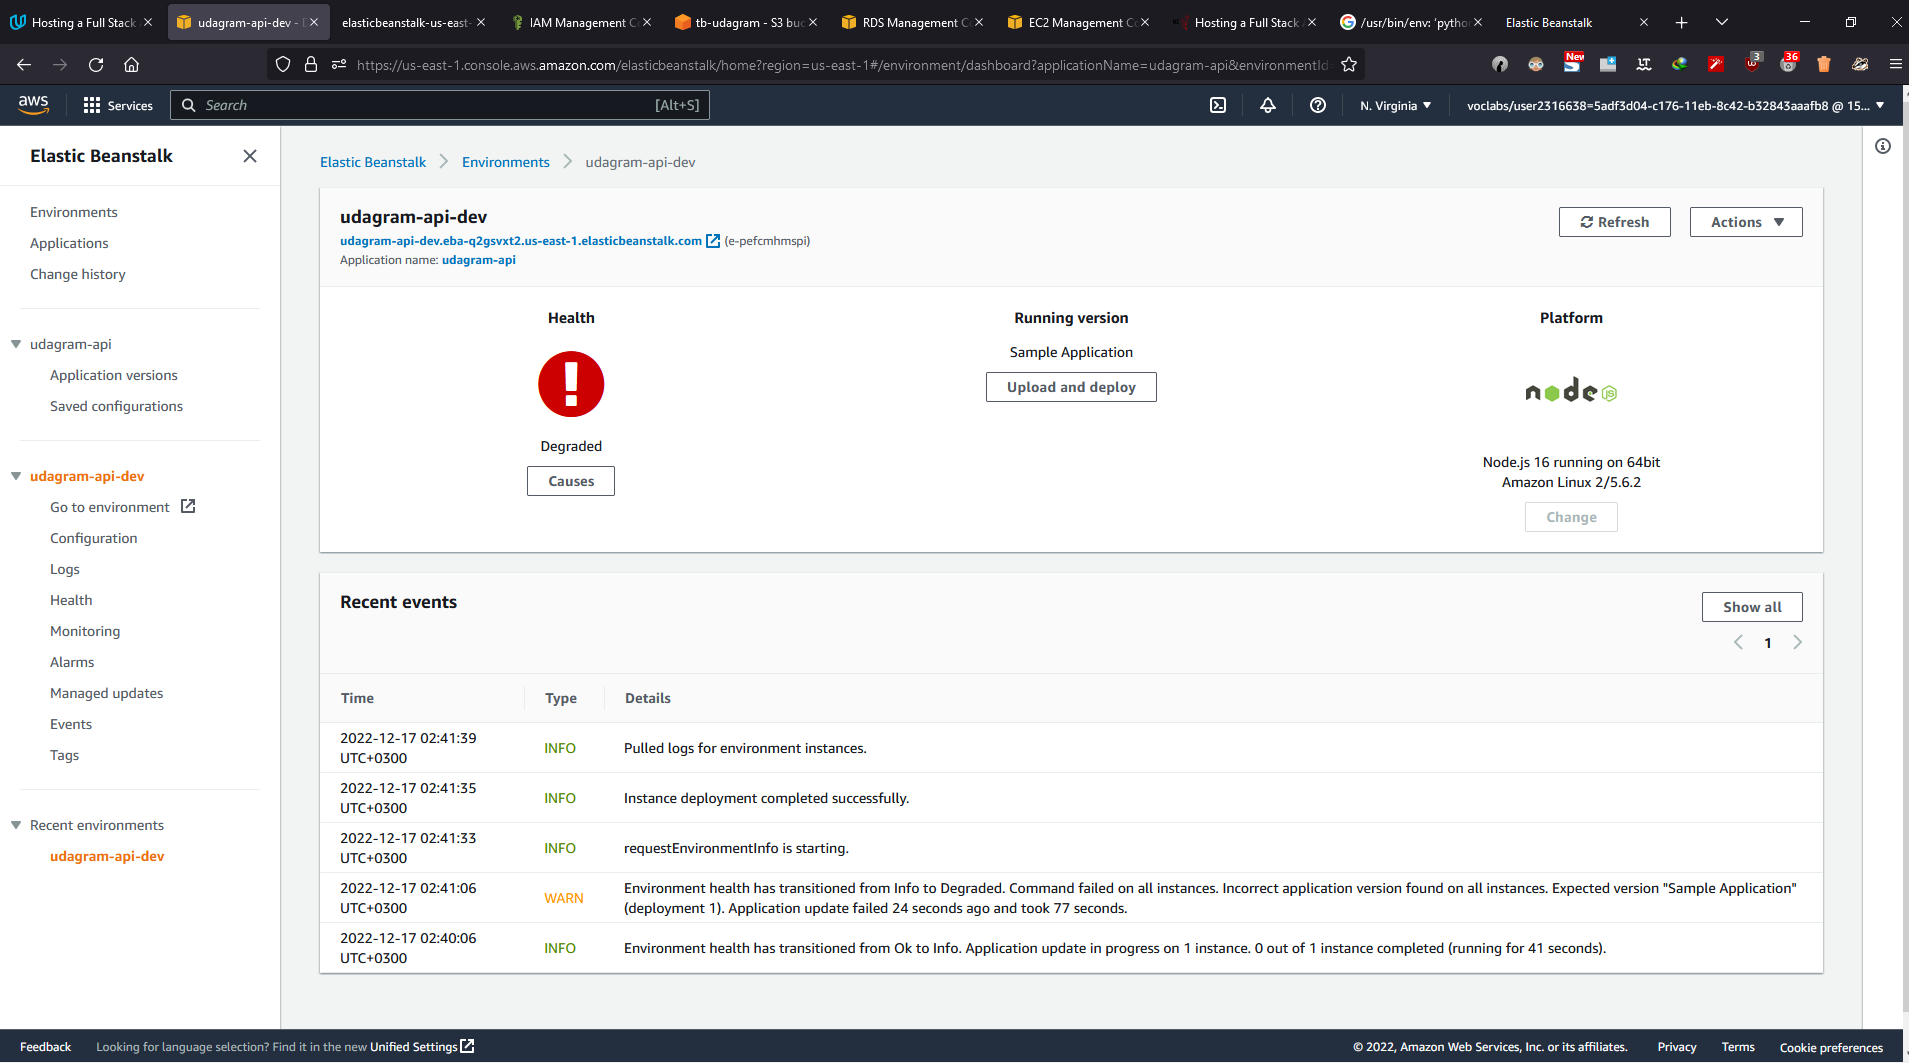 Hosting a Full Stack
udagram-api-dev - D
elasticbeanstalk-us-east-
IAM Management Co
tb-udagram - S3 buc
RDS Management Co
EC2 Management Co
Hosting a Full Stack A
/usr/bin/env: ‘python
Elastic Beanstalk
https://us-east-1.console.aws.amazon.com/elasticbeanstalk/home?region=us-east-1#/environment/dashboard?applicationName=udagram-api&environmentId
New
3
36
aws
Services
Search
[Alt+S]
N. Virginia
voclabs/user2316638=5adf3d04-c176-11eb-8c42-b32843aaafb8 @ 15...
Elastic Beanstalk
Environments
Applications
Change history
udagram-api
Application versions
Saved configurations
udagram-api-dev
Go to environment
Configuration
Logs
Health
Monitoring
Alarms
Managed updates
Events
Tags
Recent environments
udagram-api-dev
Elastic Beanstalk
Environments
udagram-api-dev
udagram-api-dev
udagram-api-dev.eba-q2gsvxt2.us-east-1.elasticbeanstalk.com (e-pefcmhmspi)
Application name: udagram-api
Refresh
Actions
Health
Degraded
Causes
Running version
Sample Application
Upload and deploy
Platform
node JS
Node.js 16 running on 64bit
Amazon Linux 2/5.6.2
Change
Recent events
Show all
1
Time Type Details
2022-12-17 02:41:39
UTC+0300
INFO
Pulled logs for environment instances.
2022-12-17 02:41:35
UTC+0300
INFO
Instance deployment completed successfully.
2022-12-17 02:41:33
UTC+0300
INFO
requestEnvironmentInfo is starting.
2022-12-17 02:41:06
UTC+0300
WARN
Environment health has transitioned from Info to Degraded. Command failed on all instances. Incorrect application version found on all instances. Expected version "Sample Application"
(deployment 1). Application update failed 24 seconds ago and took 77 seconds.
2022-12-17 02:40:06
UTC+0300
INFO
Environment health has transitioned from Ok to Info. Application update in progress on 1 instance. 0 out of 1 instance completed (running for 41 seconds).
Feedback
Looking for language selection? Find it in the new Unified Settings
© 2022, Amazon Web Services, Inc. or its affiliates.
Privacy
Terms
Cookie preferences